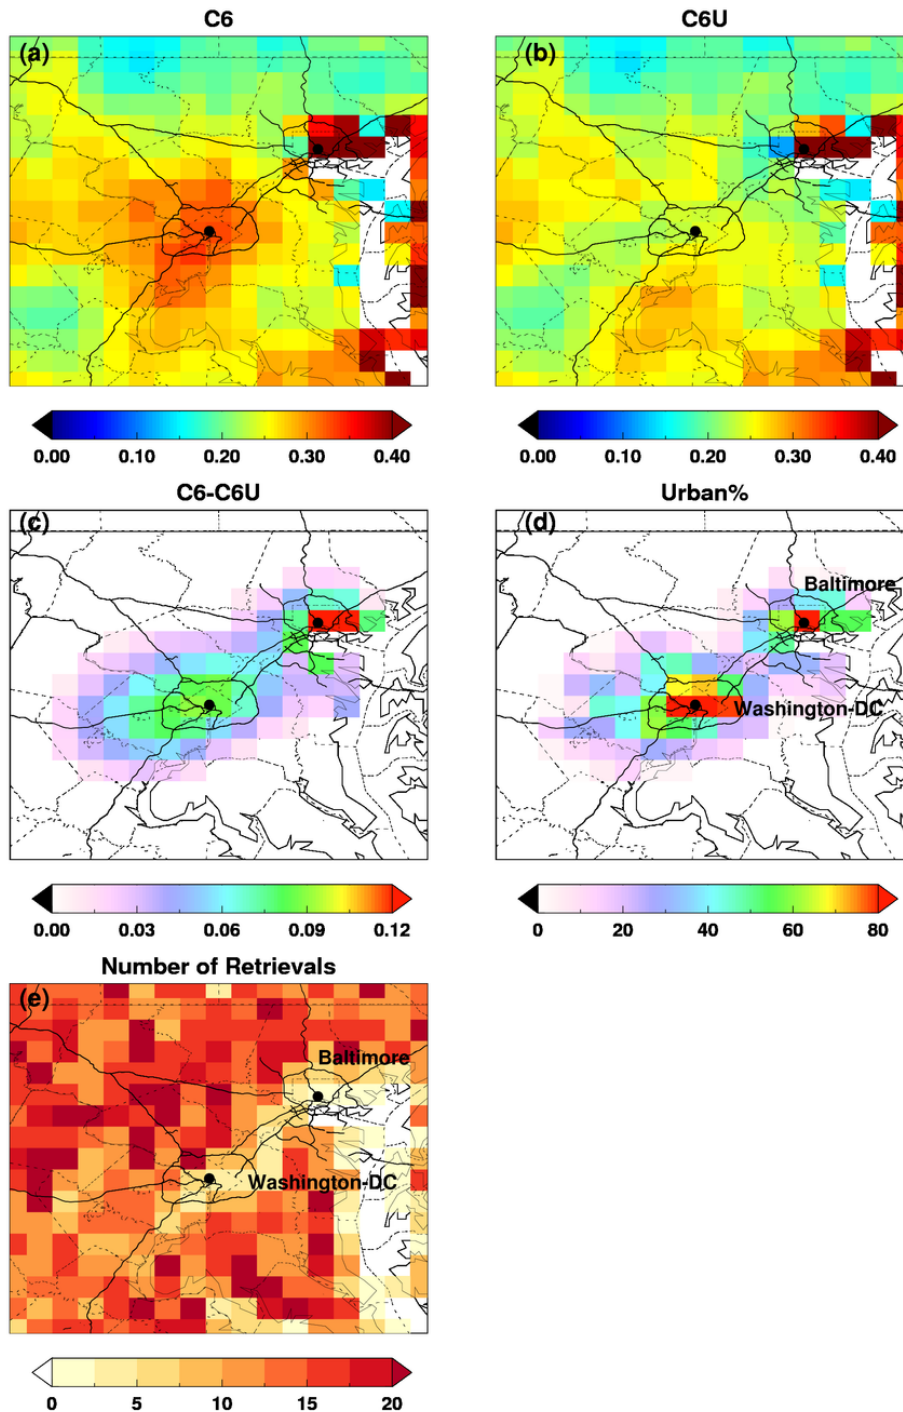 C6
C6U
(a)
(b)
0.00 0.10 0.20 0.30 0.40
0.00 0.10 0.20 0.30 0.40
C6-C6U
Urban%
(c)
(d)
Baltimore
Washington-DC
0.00 0.03 0.06 0.09 0.12
0 20 40 60 80
Number of Retrievals
(e)
Baltimore
Washington-DC
0 5 10 15 20